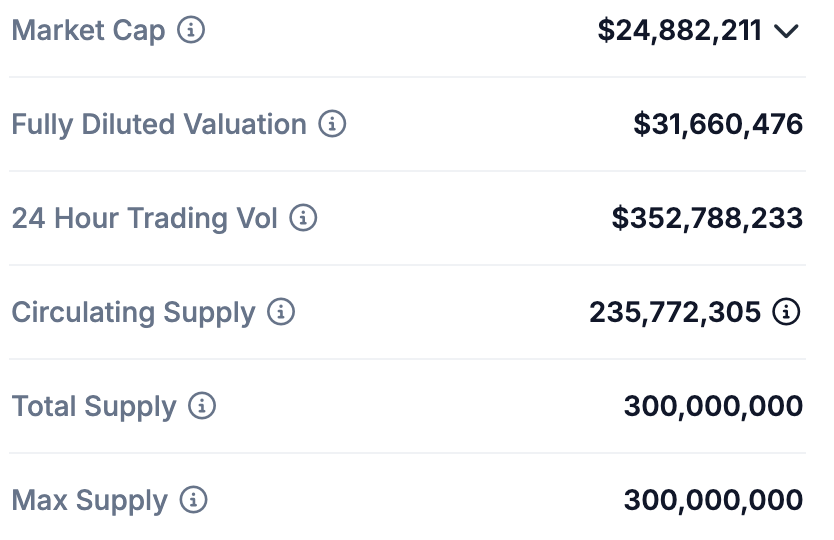 Market Cap $24,882,211
Fully Diluted Valuation $31,660,476
24 Hour Trading Vol $352,788,233
Circulating Supply 235,772,305
Total Supply 300,000,000
Max Supply 300,000,000